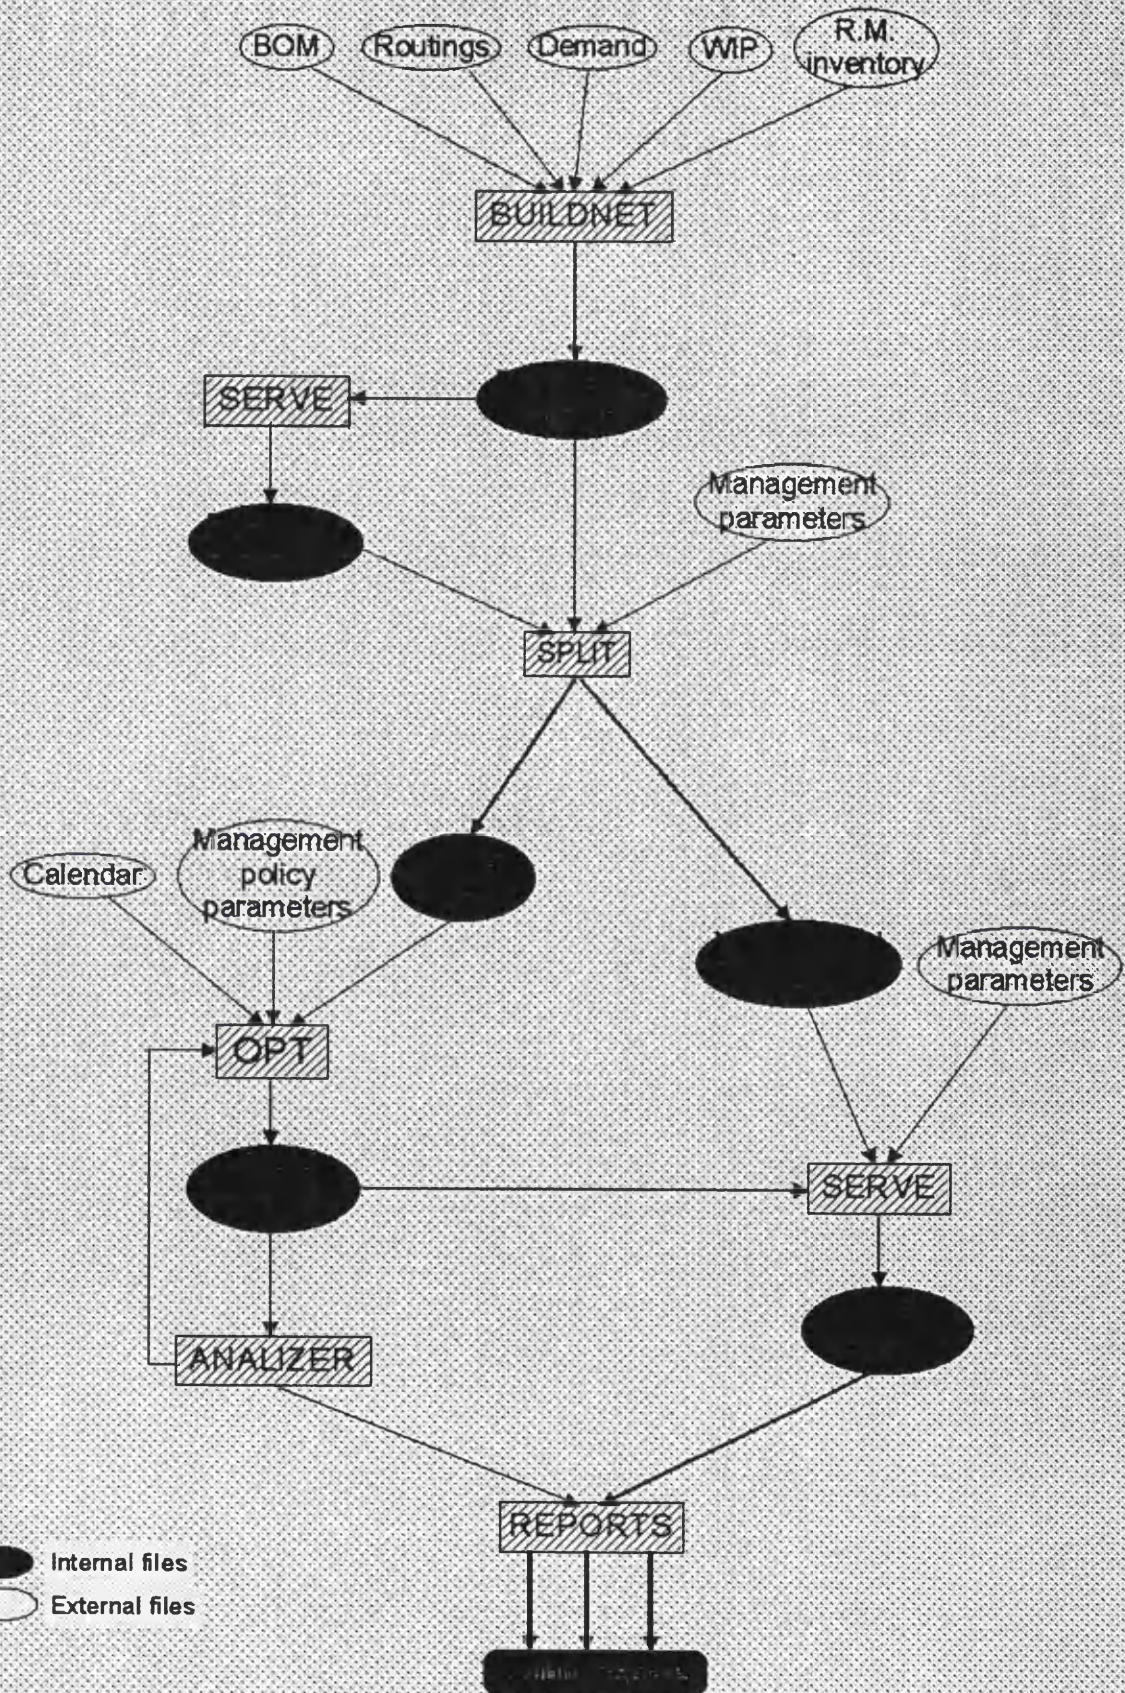 BOM
Routings
Demand
WIP
R.M.
inventory
BUILDNET
SERVE
Management
parameters
SPLIT
Calendar
Management
policy
parameters
Management
parameters
OPT
SERVE
ANALIZER
REPORTS
Internal files
External files